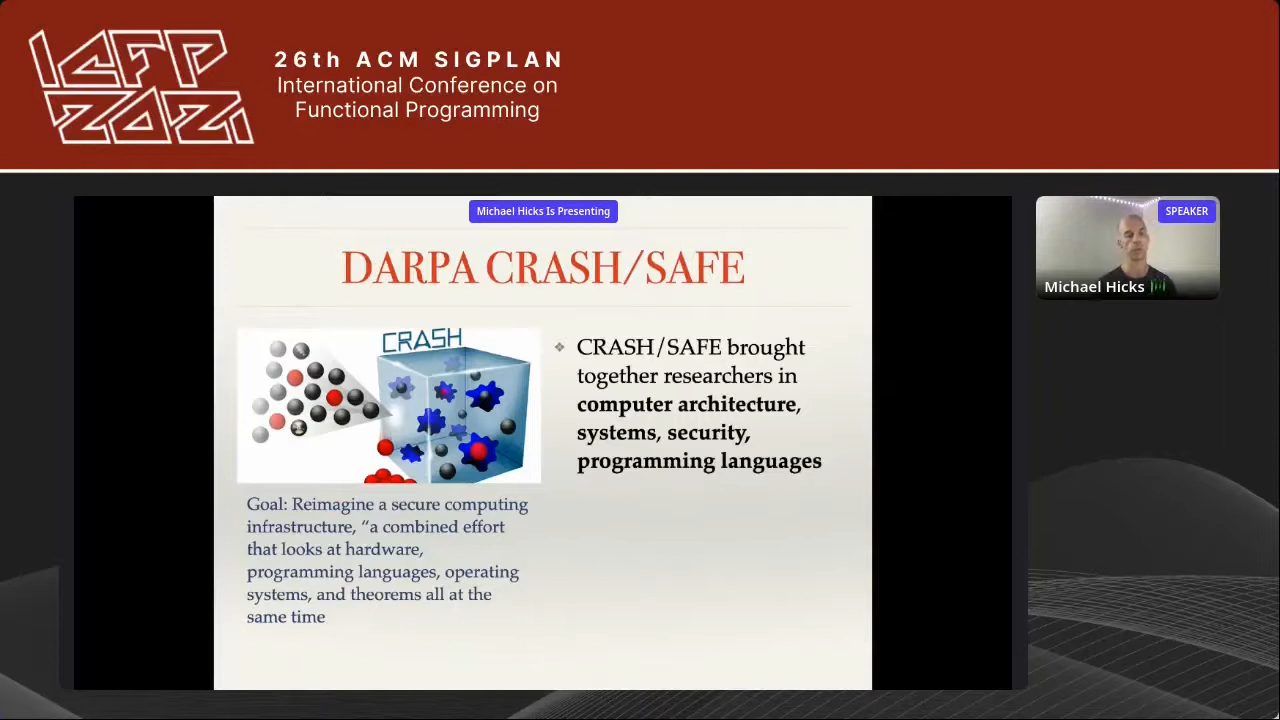 ICFP
2021
26th ACM SIGPLAN
International Conference on
Functional Programming
Michael Hicks Is Presenting
SPEAKER
Michael Hicks
DARPA CRASH/SAFE
CRASH
Goal: Reimagine a secure computing
infrastructure, “a combined effort
that looks at hardware,
programming languages, operating
systems, and theorems all at the
same time
❖ CRASH/SAFE brought
together researchers in
computer architecture,
systems, security,
programming languages